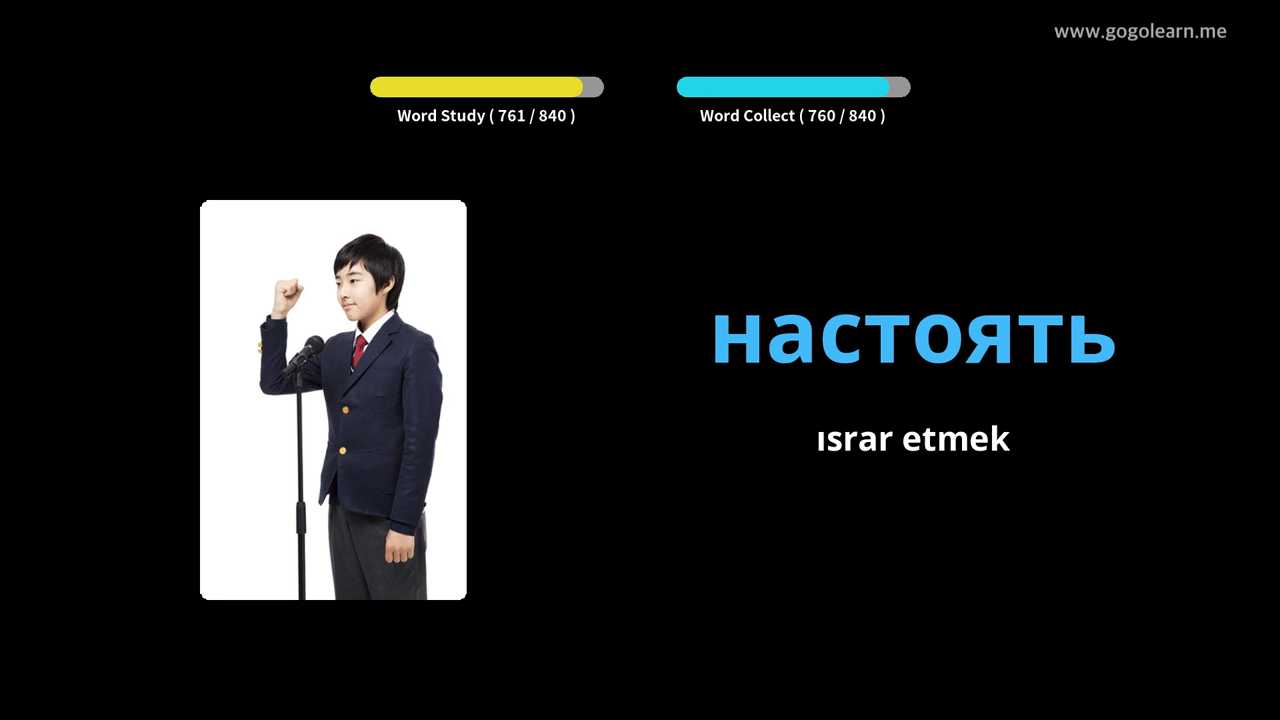 www.gogolearn.me
Word Study ( 761 / 840 )
Word Collect ( 760 / 840 )
настоять
ısrar etmek